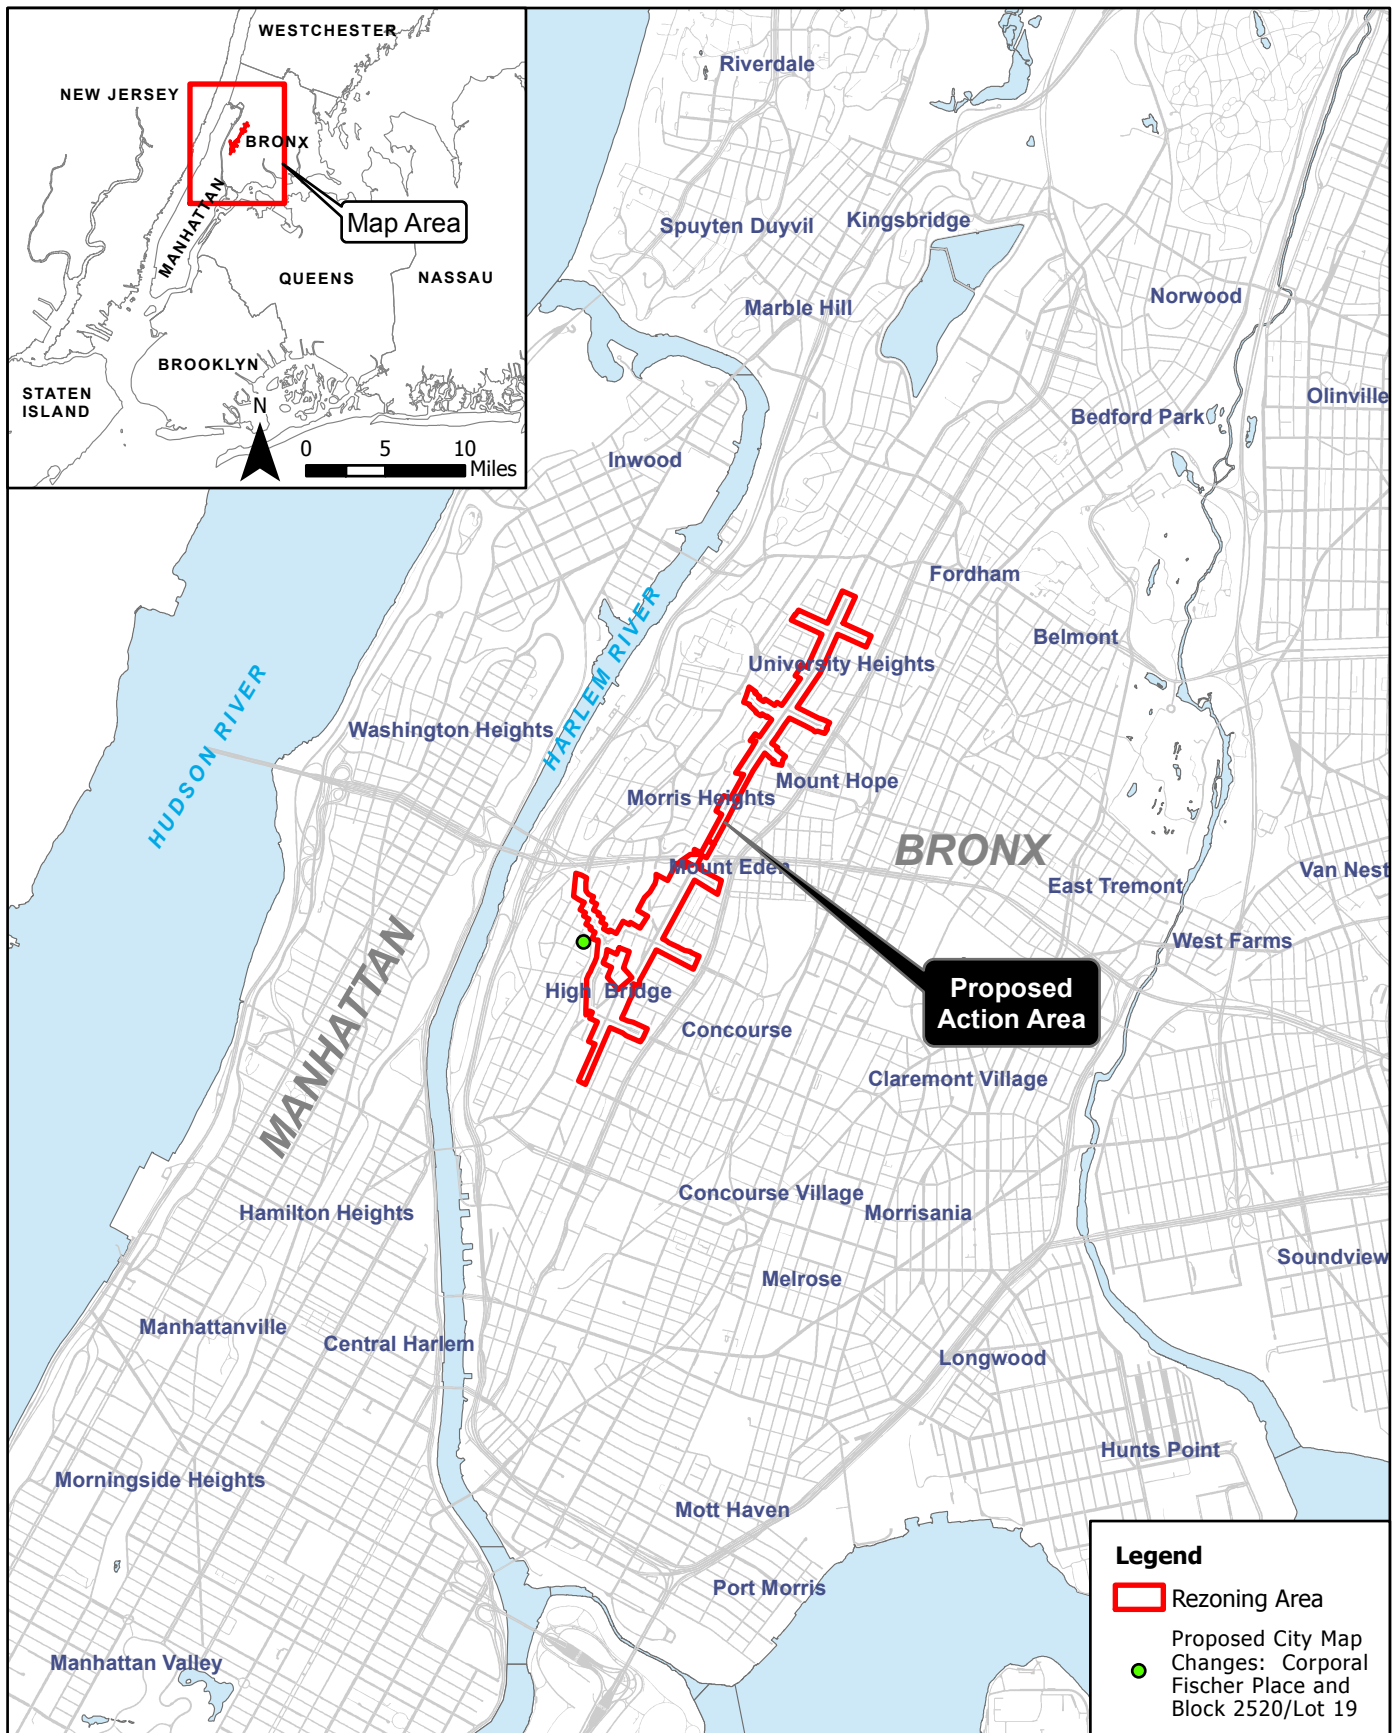 WESTCHESTER
NEW JERSEY
BRONX
MANHATTAN
Map Area
QUEENS
NASSAU
BROOKLYN
STATEN
ISLAND
N
0 5 10
Miles
Riverdale
Spuyten Duyvil
Kingsbridge
Marble Hill
Norwood
Olinville
Bedford Park
Inwood
Fordham
Belmont
University Heights
HARLEM RIVER
HUDSON RIVER
Washington Heights
Mount Hope
Morris Heights
BRONX
Mount Eden
Van Nest
East Tremont
West Farms
MANHATTAN
High Bridge
Proposed
Action Area
Concourse
Claremont Village
Concourse Village
Morrisania
Hamilton Heights
Soundview
Melrose
Manhattanville
Central Harlem
Longwood
Hunts Point
Morningside Heights
Mott Haven
Port Morris
Manhattan Valley
Legend
Rezoning Area
Proposed City Map
Changes: Corporal
Fischer Place and
Block 2520/Lot 19